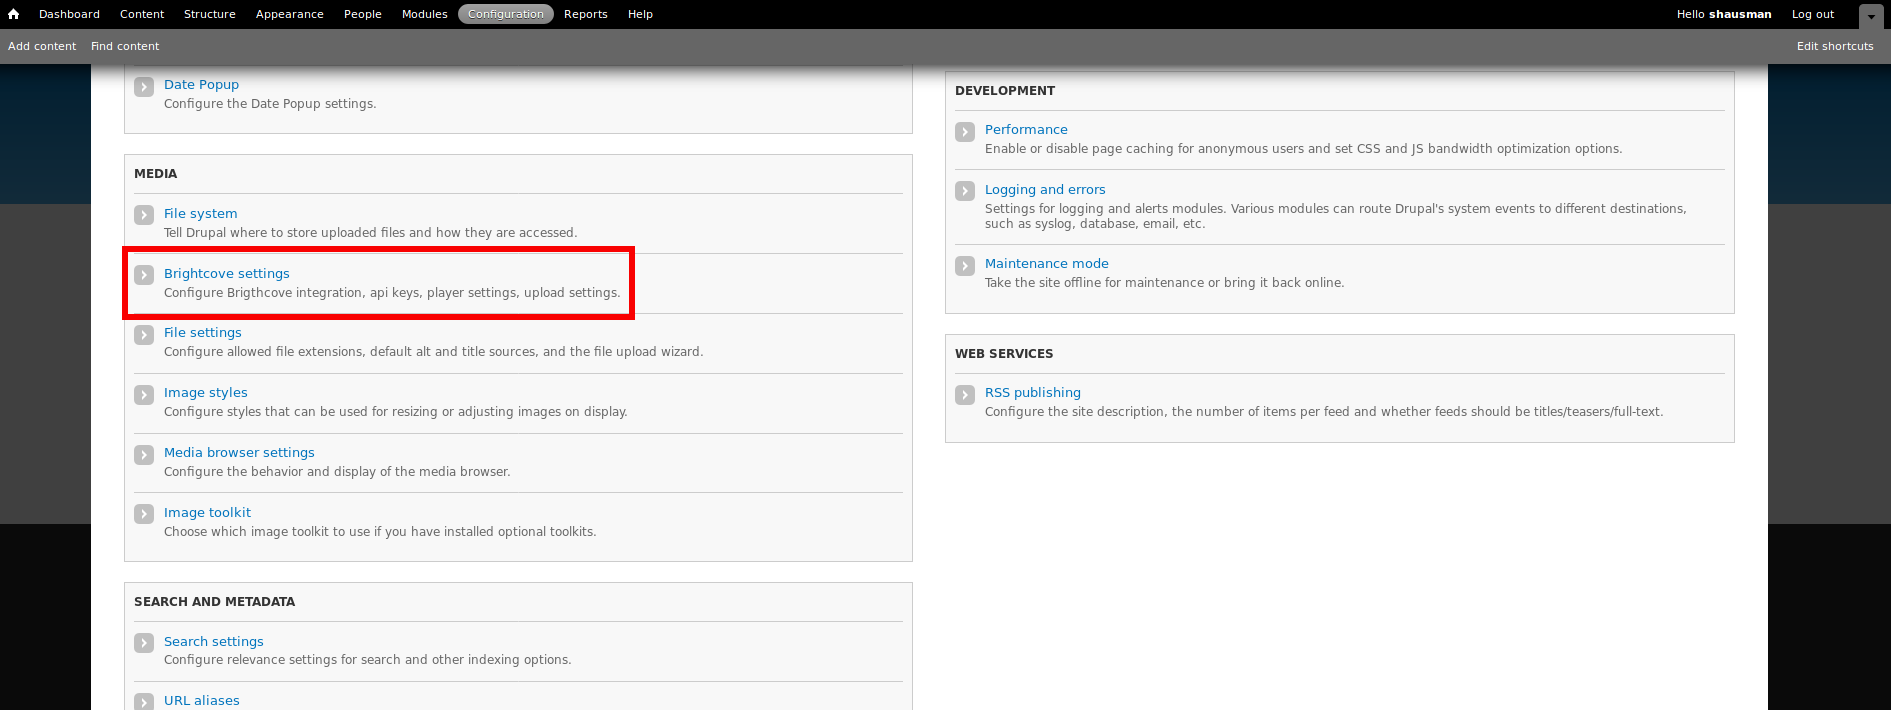 Dashboard Content Structure Appearance People Modules Configuration Reports Help Hello shausman Log out
Add content Find content Edit shortcuts
Date Popup
Configure the Date Popup settings.
MEDIA
File system
Tell Drupal where to store uploaded files and how they are accessed.
Brightcove settings
Configure Brigthcove integration, api keys, player settings, upload settings.
File settings
Configure allowed file extensions, default alt and title sources, and the file upload wizard.
Image styles
Configure styles that can be used for resizing or adjusting images on display.
Media browser settings
Configure the behavior and display of the media browser.
Image toolkit
Choose which image toolkit to use if you have installed optional toolkits.
SEARCH AND METADATA
Search settings
Configure relevance settings for search and other indexing options.
URL aliases
DEVELOPMENT
Performance
Enable or disable page caching for anonymous users and set CSS and JS bandwidth optimization options.
Logging and errors
Settings for logging and alerts modules. Various modules can route Drupal's system events to different destinations,
such as syslog, database, email, etc.
Maintenance mode
Take the site offline for maintenance or bring it back online.
WEB SERVICES
RSS publishing
Configure the site description, the number of items per feed and whether feeds should be titles/teasers/full-text.